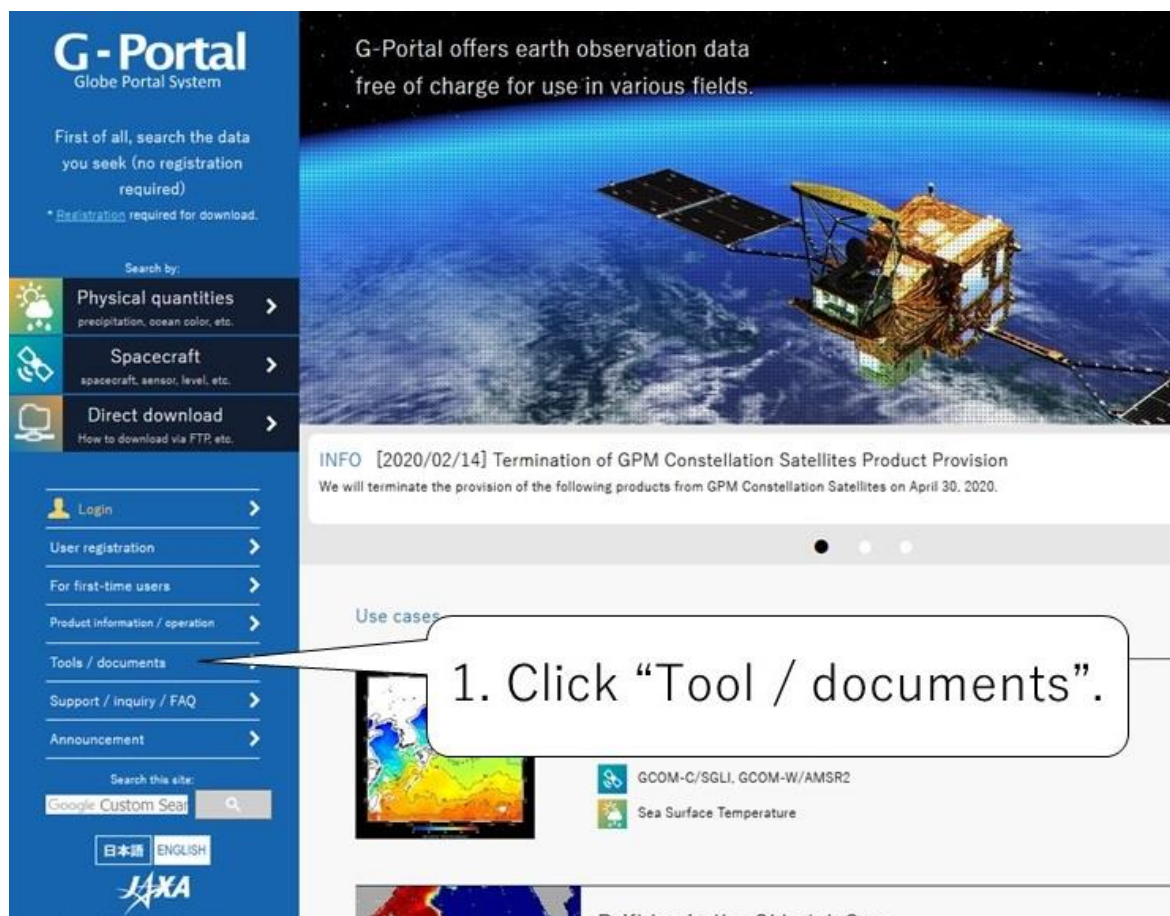 G-Portal
Globe Portal System
First of all, search the data
you seek (no registration
required)
* Registration required for download.
Search by:
Physical quantities
precipitation, ocean color, etc.
Spacecraft
spacecraft, sensor, level, etc.
Direct download
How to download via FTP, etc.
Login
User registration
For first-time users
Product information / operation
Tools / documents
Support / inquiry / FAQ
Announcement
Search this site:
Google Custom Sear
日本語 ENGLISH
JAXA
G-Portal offers earth observation data
free of charge for use in various fields.
INFO [2020/02/14] Termination of GPM Constellation Satellites Product Provision
We will terminate the provision of the following products from GPM Constellation Satellites on April 30, 2020.
Use cases
1. Click “Tool / documents”.
GCOM-C/SGLI, GCOM-W/AMSR2
Sea Surface Temperature